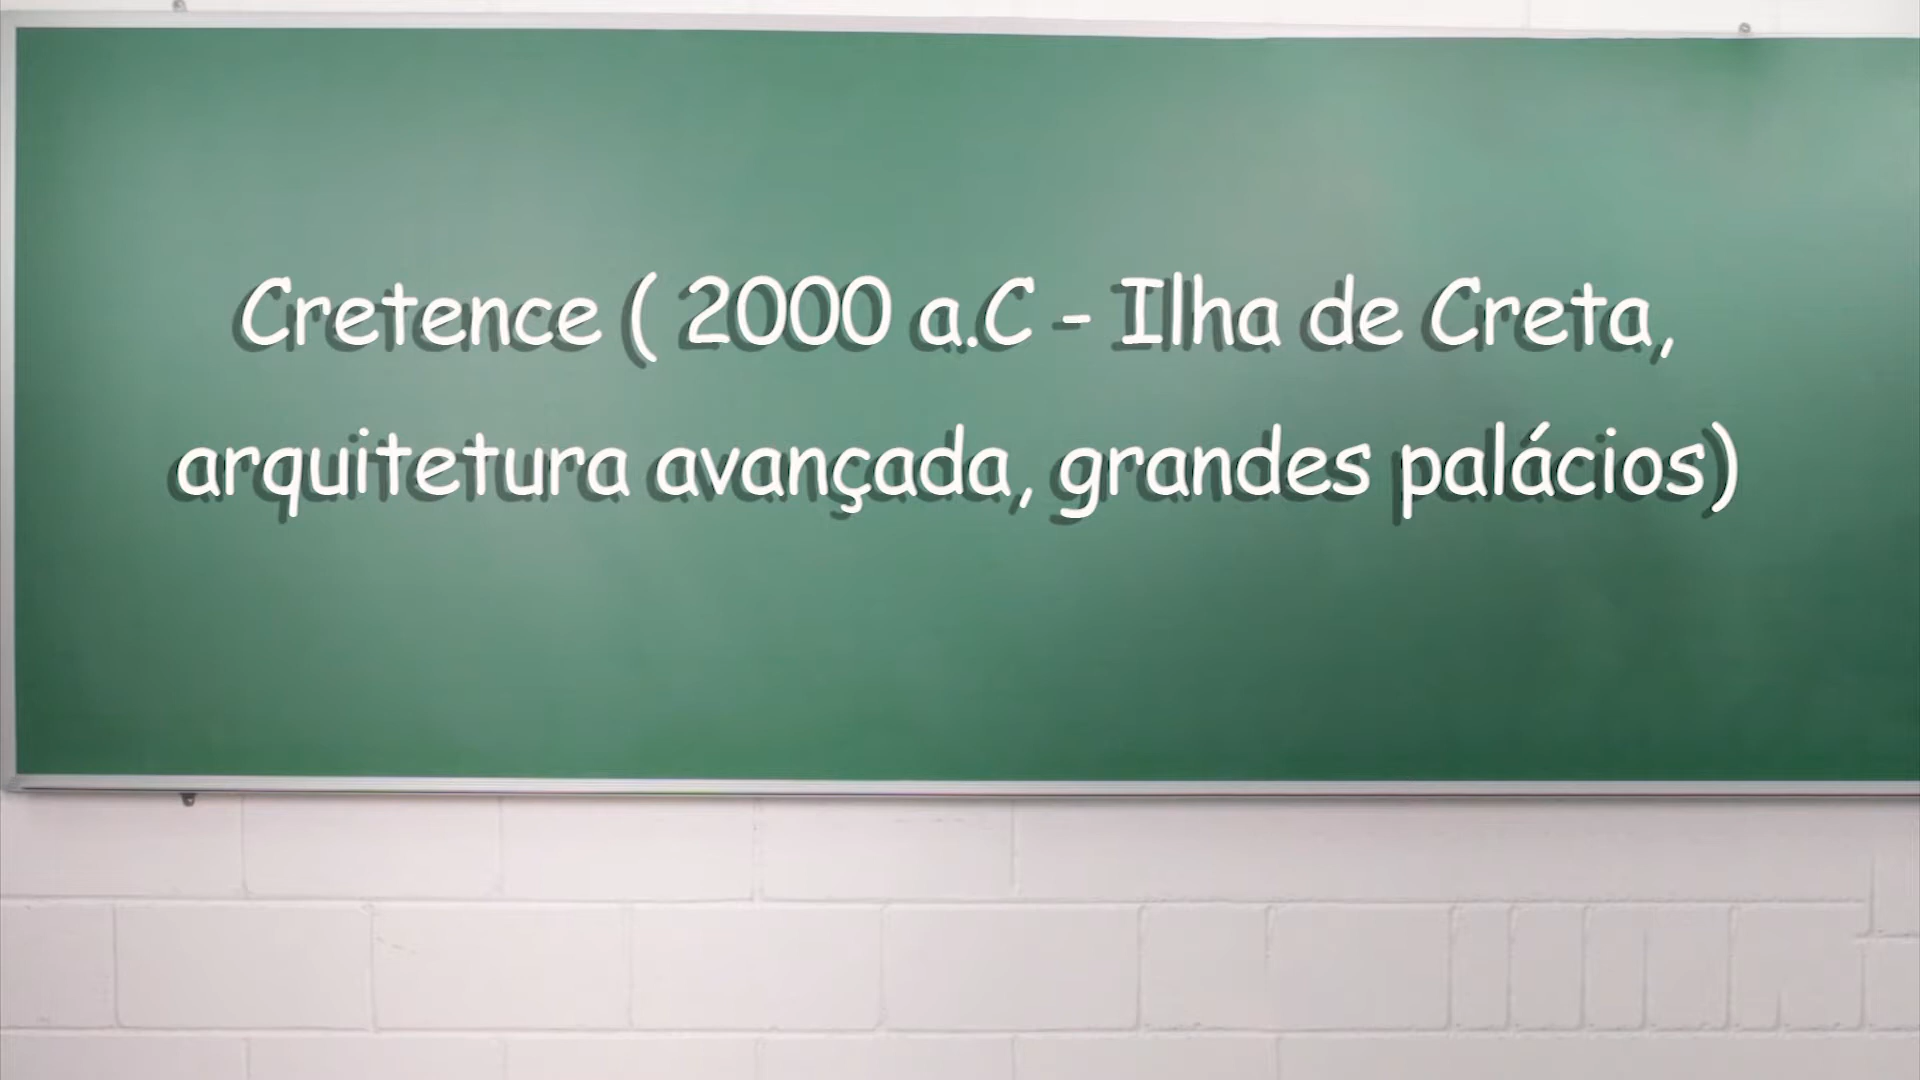 Cretence ( 2000 a.C - Ilha de Creta,
arquitetura avançada, grandes palácios)